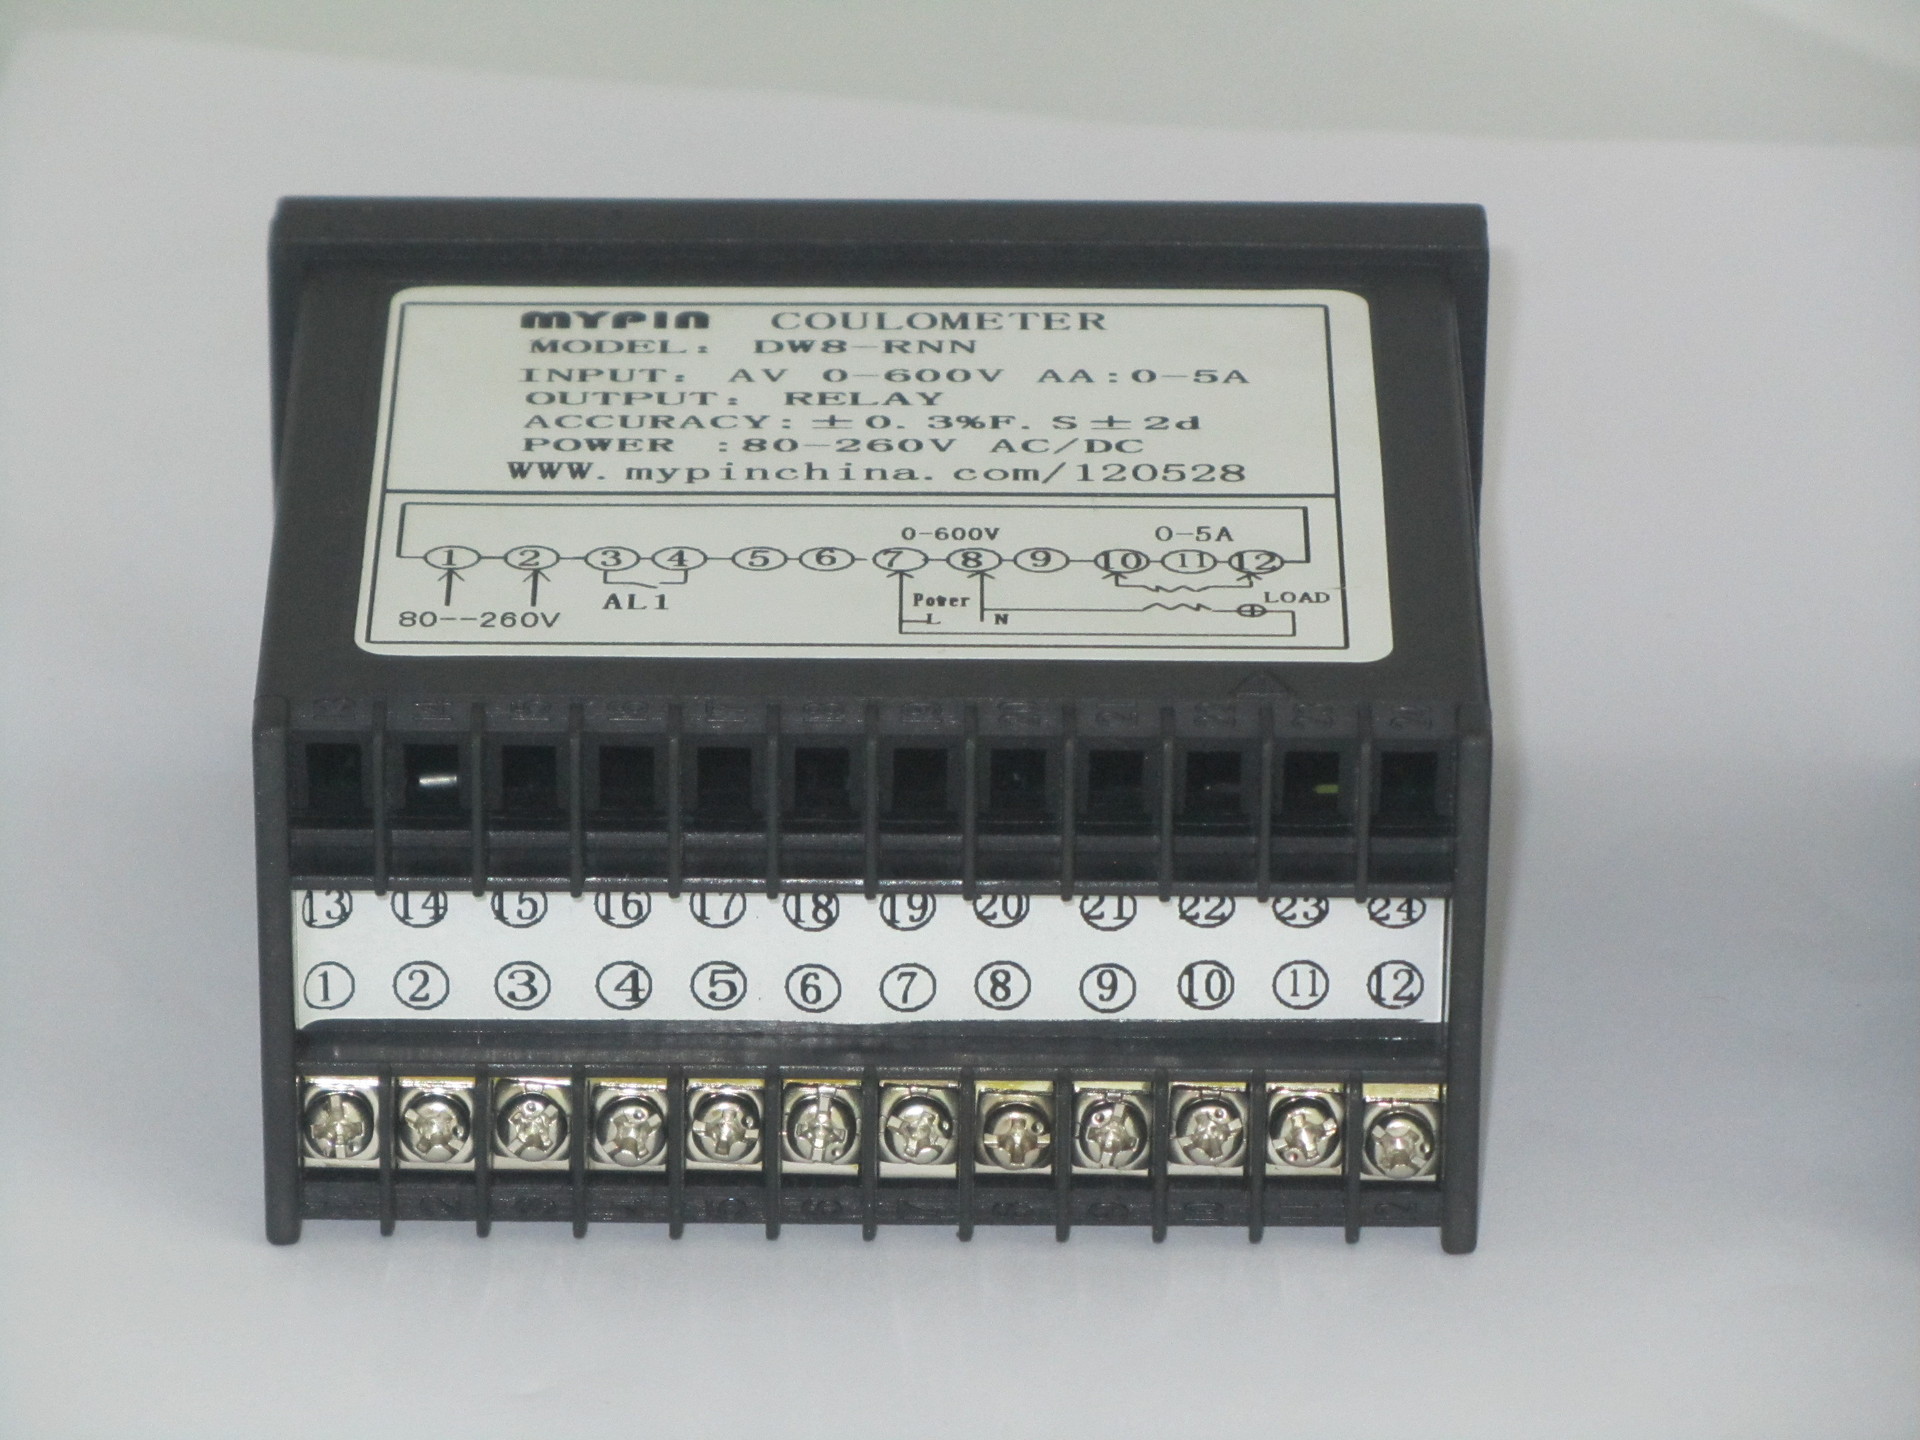 MYPIN COULOMETER
MODEL: DW8-RNN
INPUT: AV 0-600V AA:0-5A
OUTPUT: RELAY
ACCURACY: ±0. 3%F. S±2d
POWER :80-260V AC/DC
WWW. mypinchina. com/120528
0-600V 0-5A
① ② ③ ④ ⑤ ⑥ ⑦ ⑧ ⑨ ⑩ ⑪ ⑫
AL1 Power LOAD
80--260V L N
⑬ ⑭ ⑮ ⑯ ⑰ ⑱ ⑲ ⑳ ㉑ ㉒ ㉓ ㉔
① ② ③ ④ ⑤ ⑥ ⑦ ⑧ ⑨ ⑩ ⑪ ⑫